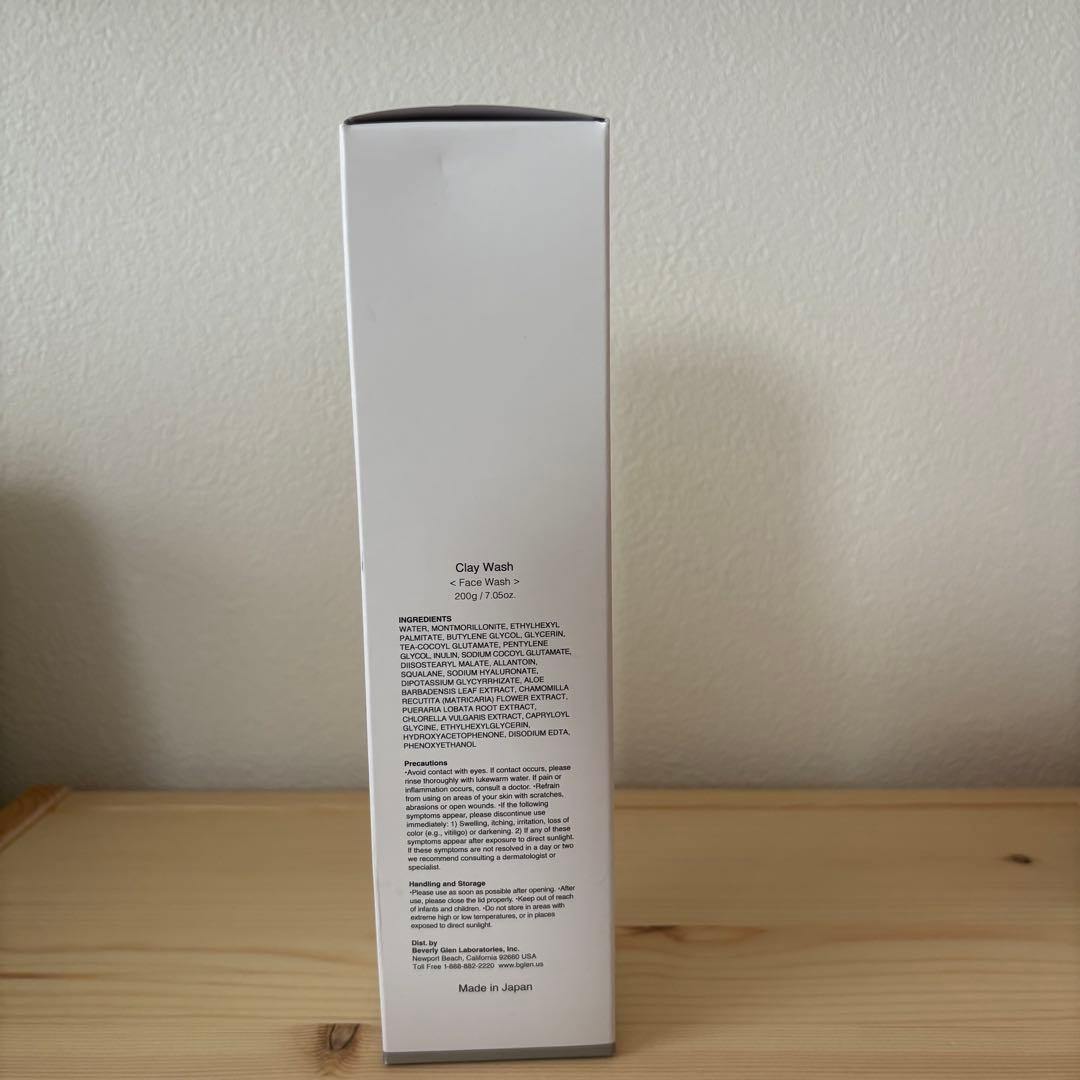 Clay Wash
< Face Wash >
200g / 7.05oz.
INGREDIENTS
WATER, MONTMORILLONITE, ETHYLHEXYL
PALMITATE, BUTYLENE GLYCOL, GLYCERIN,
TEA-COCOYL GLUTAMATE, PENTYLENE
GLYCOL, INULIN, SODIUM COCOYL GLUTAMATE,
DIISOSTEARYL MALATE, ALLANTOIN,
SQUALANE, SODIUM HYALURONATE,
DIPOTASSIUM GLYCYRRHIZATE, ALOE
BARBADENSIS LEAF EXTRACT, CHAMOMILLA
RECUTITA (MATRICARIA) FLOWER EXTRACT,
PUERARIA LOBATA ROOT EXTRACT,
CHLORELLA VULGARIS EXTRACT, CAPRYLOYL
GLYCINE, ETHYLHEXYLGLYCERIN,
HYDROXYACETOPHENONE, DISODIUM EDTA,
PHENOXYETHANOL
Precautions
•Avoid contact with eyes. If contact occurs, please
rinse thoroughly with lukewarm water. If pain or
inflammation occurs, consult a doctor. •Refrain
from using on areas of your skin with scratches,
abrasions or open wounds. •If the following
symptoms appear, please discontinue use
immediately: 1) Swelling, itching, irritation, loss of
color (e.g., vitiligo) or darkening. 2) If any of these
symptoms appear after exposure to direct sunlight.
If these symptoms are not resolved in a day or two
we recommend consulting a dermatologist or
specialist.
Handling and Storage
•Please use as soon as possible after opening. •After
use, please close the lid properly. •Keep out of reach
of infants and children. •Do not store in areas with
extreme high or low temperatures, or in places
exposed to direct sunlight.
Dist. by
Beverly Glen Laboratories, Inc.
Newport Beach, California 92660 USA
Toll Free 1-888-882-2220 www.bglen.us
Made in Japan